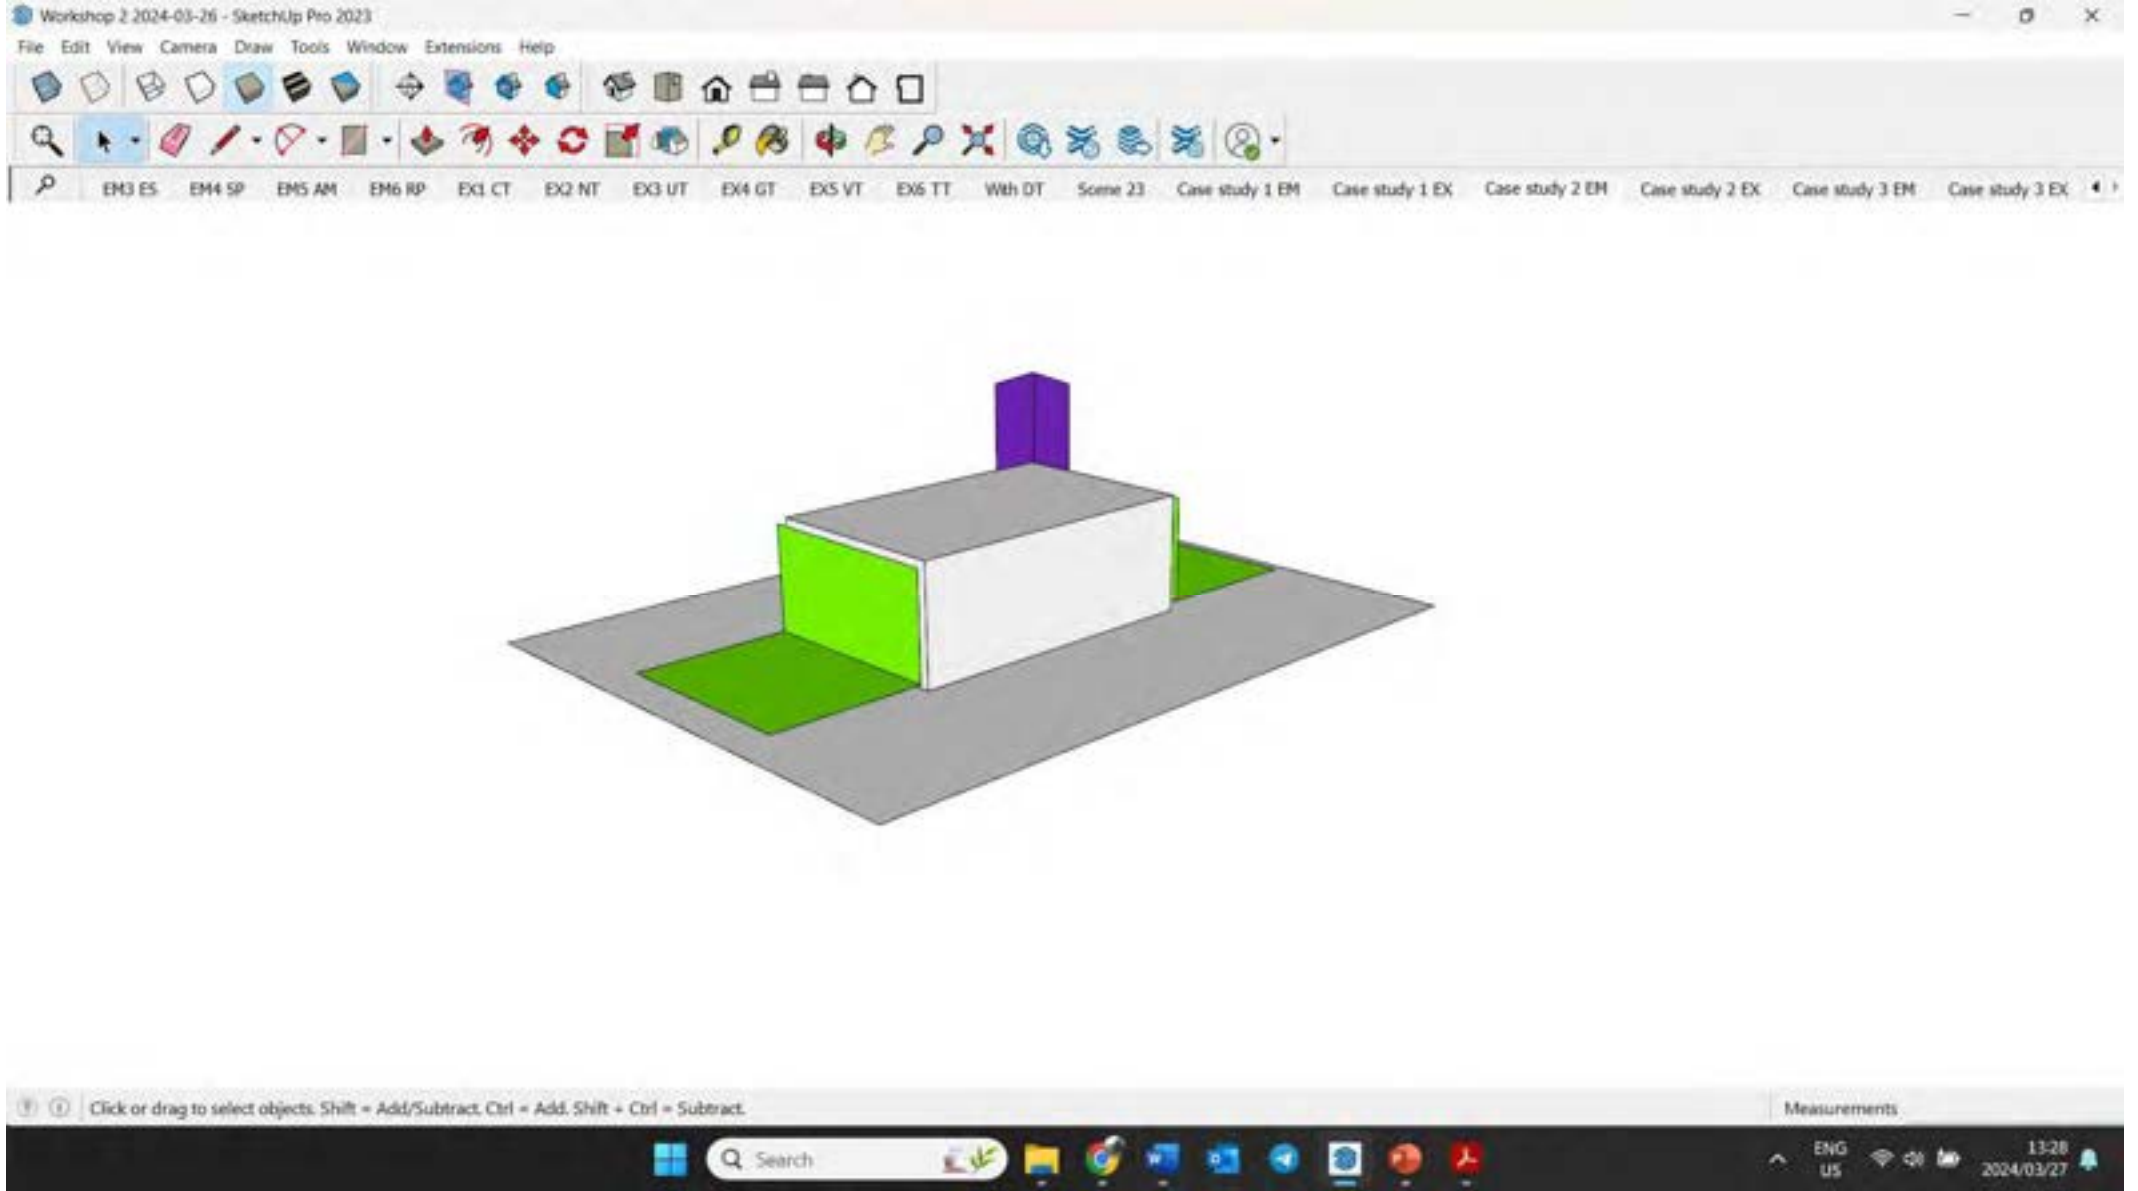 Workshop 2 2024-03-26 - SketchUp Pro 2023
File Edit View Camera Draw Tools Window Extensions Help
EM3 ES EM4 SP EM5 AM EM6 RP EX1 CT EX2 NT EX3 UT EX4 GT EX5 VT EX6 TT With DT Scene 23 Case study 1 EM Case study 1 EX Case study 2 EM Case study 2 EX Case study 3 EM Case study 3 EX
Click or drag to select objects. Shift = Add/Subtract. Ctrl = Add. Shift + Ctrl = Subtract.
Measurements
Search
ENG
US
13:28
2024/03/27